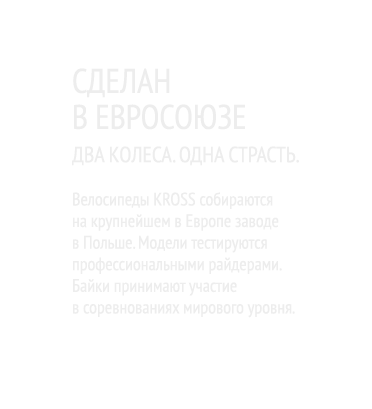 СДЕЛАН
В ЕВРОСОЮЗЕ
ДВА КОЛЕСА. ОДНА СТРАСТЬ.
Велосипеды KROSS собираются
на крупнейшем в Европе заводе
в Польше. Модели тестируются
профессиональными райдерами.
Байки принимают участие
в соревнованиях мирового уровня.